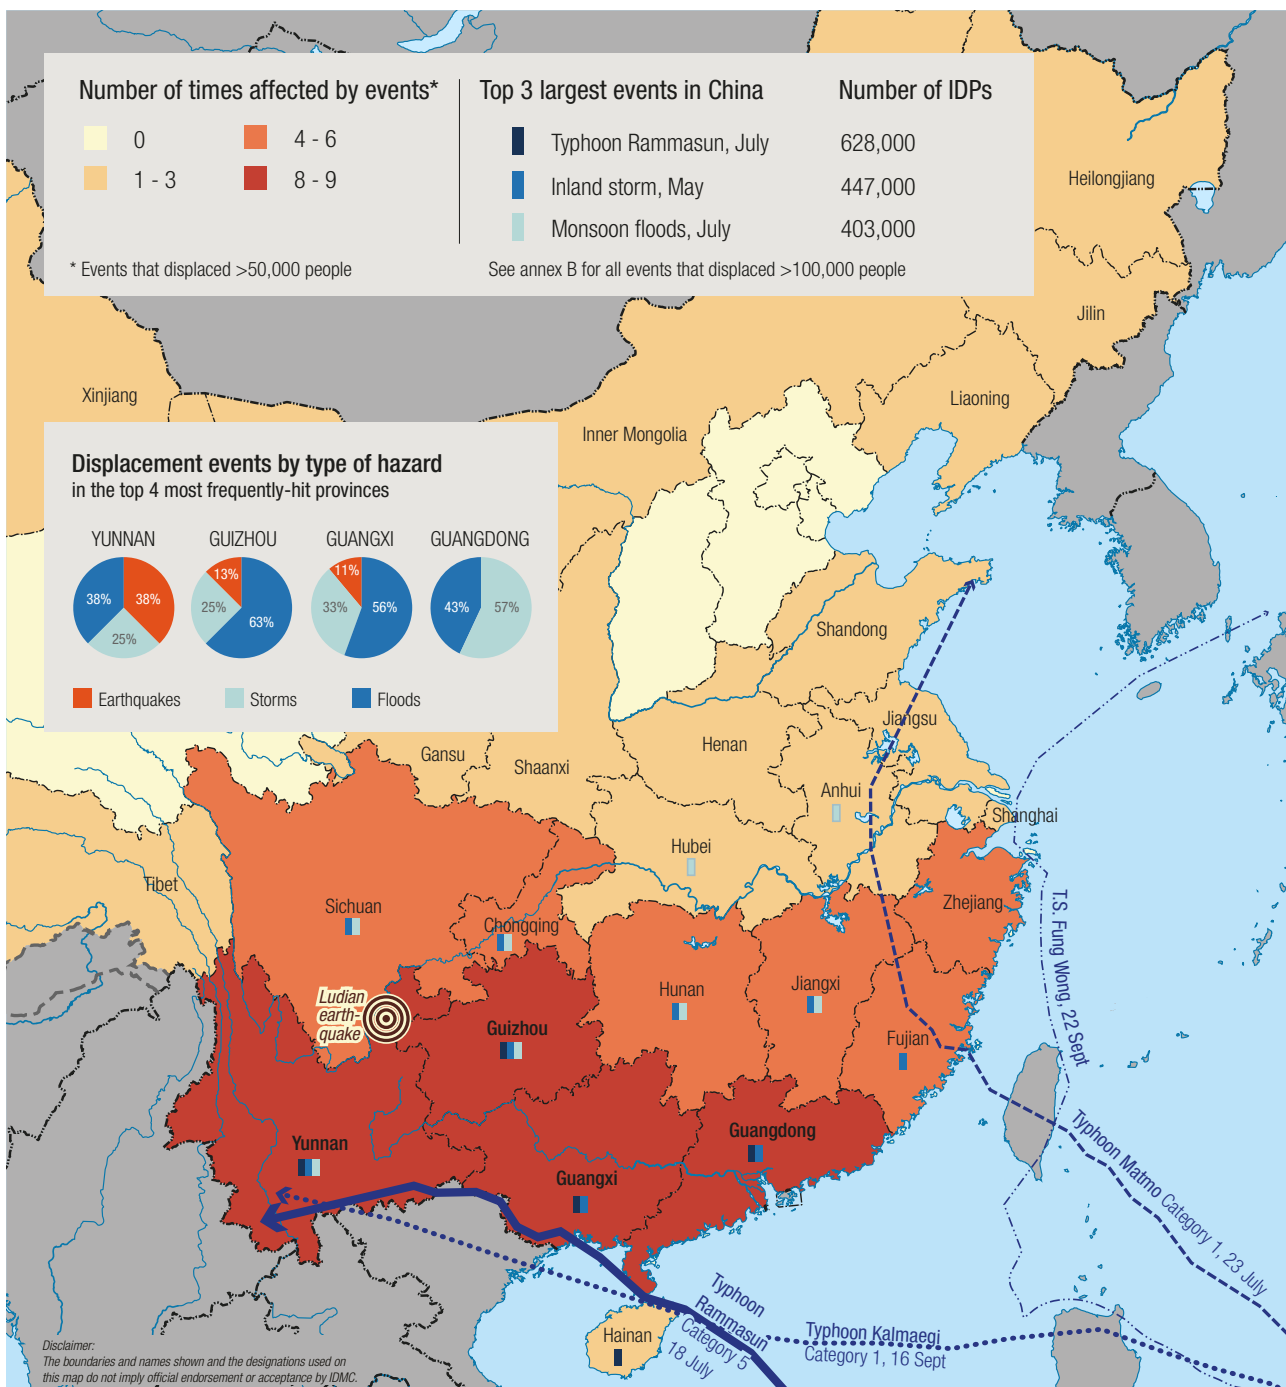 Number of times affected by events*
0
4 - 6
1 - 3
8 - 9
* Events that displaced >50,000 people
Top 3 largest events in China
Number of IDPs
Typhoon Rammasun, July
628,000
Inland storm, May
447,000
Monsoon floods, July
403,000
See annex B for all events that displaced >100,000 people
Heilongjiang
Jilin
Liaoning
Xinjiang
Inner Mongolia
Displacement events by type of hazard
in the top 4 most frequently-hit provinces
YUNNAN
GUIZHOU
GUANGXI
GUANGDONG
38%
38%
25%
13%
25%
63%
11%
33%
56%
43%
57%
Earthquakes
Storms
Floods
Shandong
Jiangsu
Henan
Gansu
Shaanxi
Anhui
Shanghai
Hubei
Tibet
Sichuan
Chongqing
Zhejiang
Hunan
Jiangxi
Fujian
Ludian
earth-
quake
Guizhou
Yunnan
Guangxi
Guangdong
Hainan
T.S. Fung Wong, 22 Sept
Typhoon Matmo Category 1, 23 July
Typhoon
Rammasun
Category 5
18 July
Typhoon Kalmaegi
Category 1, 16 Sept
Disclaimer:
The boundaries and names shown and the designations used on
this map do not imply official endorsement or acceptance by IDMC.